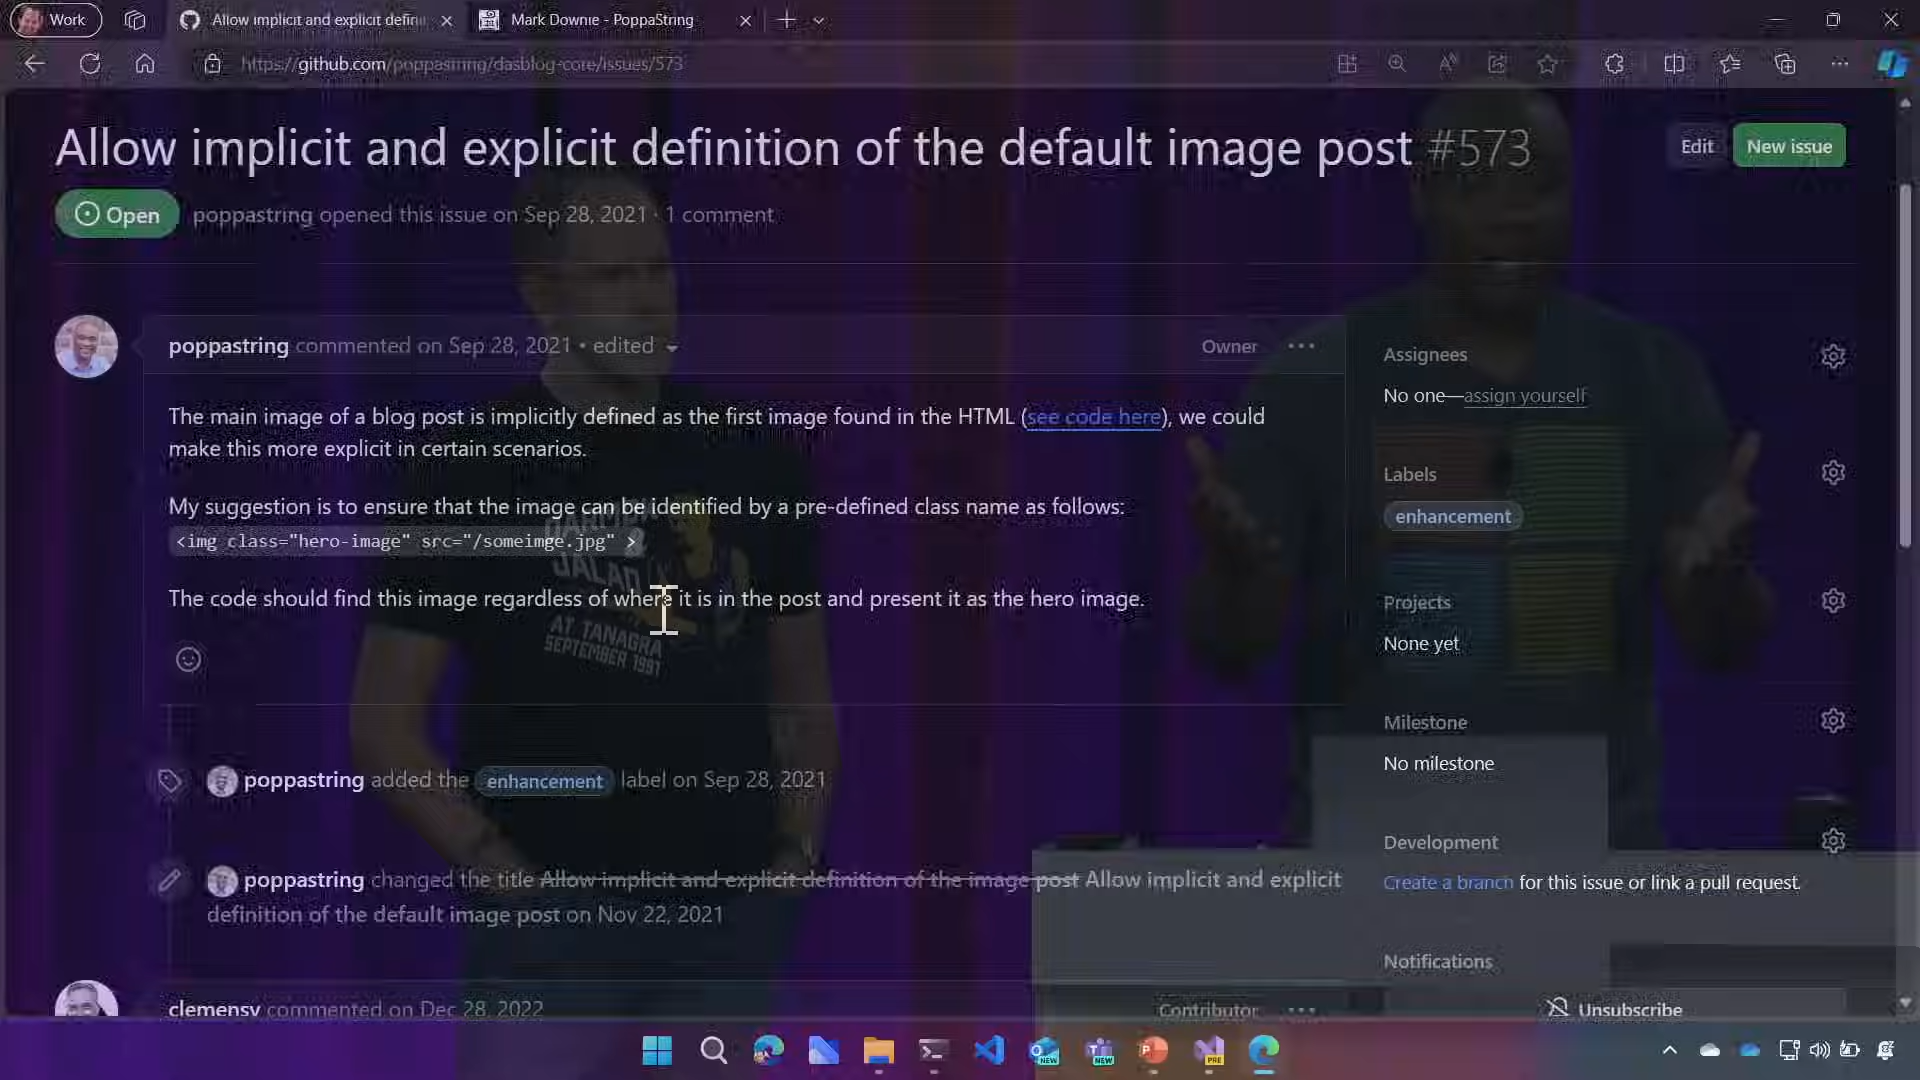 Work
Allow implicit and explicit defini
Mark Downie - PoppaString
https://github.com/poppastring/dasblog-core/issues/573
Allow implicit and explicit definition of the default image post #573
Edit
New issue
Open
poppastring opened this issue on Sep 28, 2021 · 1 comment
poppastring commented on Sep 28, 2021 • edited
Owner
The main image of a blog post is implicitly defined as the first image found in the HTML (see code here), we could
make this more explicit in certain scenarios.
My suggestion is to ensure that the image can be identified by a pre-defined class name as follows:
<img class="hero-image" src="/someimge.jpg" >
The code should find this image regardless of where it is in the post and present it as the hero image.
JALAD
AT TANAGRA
SEPTEMBER 1991
poppastring added the enhancement label on Sep 28, 2021
poppastring changed the title Allow implicit and explicit definition of the image post Allow implicit and explicit
definition of the default image post on Nov 22, 2021
clemensv commented on Dec 28, 2022
Contributor
Assignees
No one—assign yourself
Labels
enhancement
Projects
None yet
Milestone
No milestone
Development
Create a branch for this issue or link a pull request.
Notifications
Unsubscribe
NEW
NEW
PRE